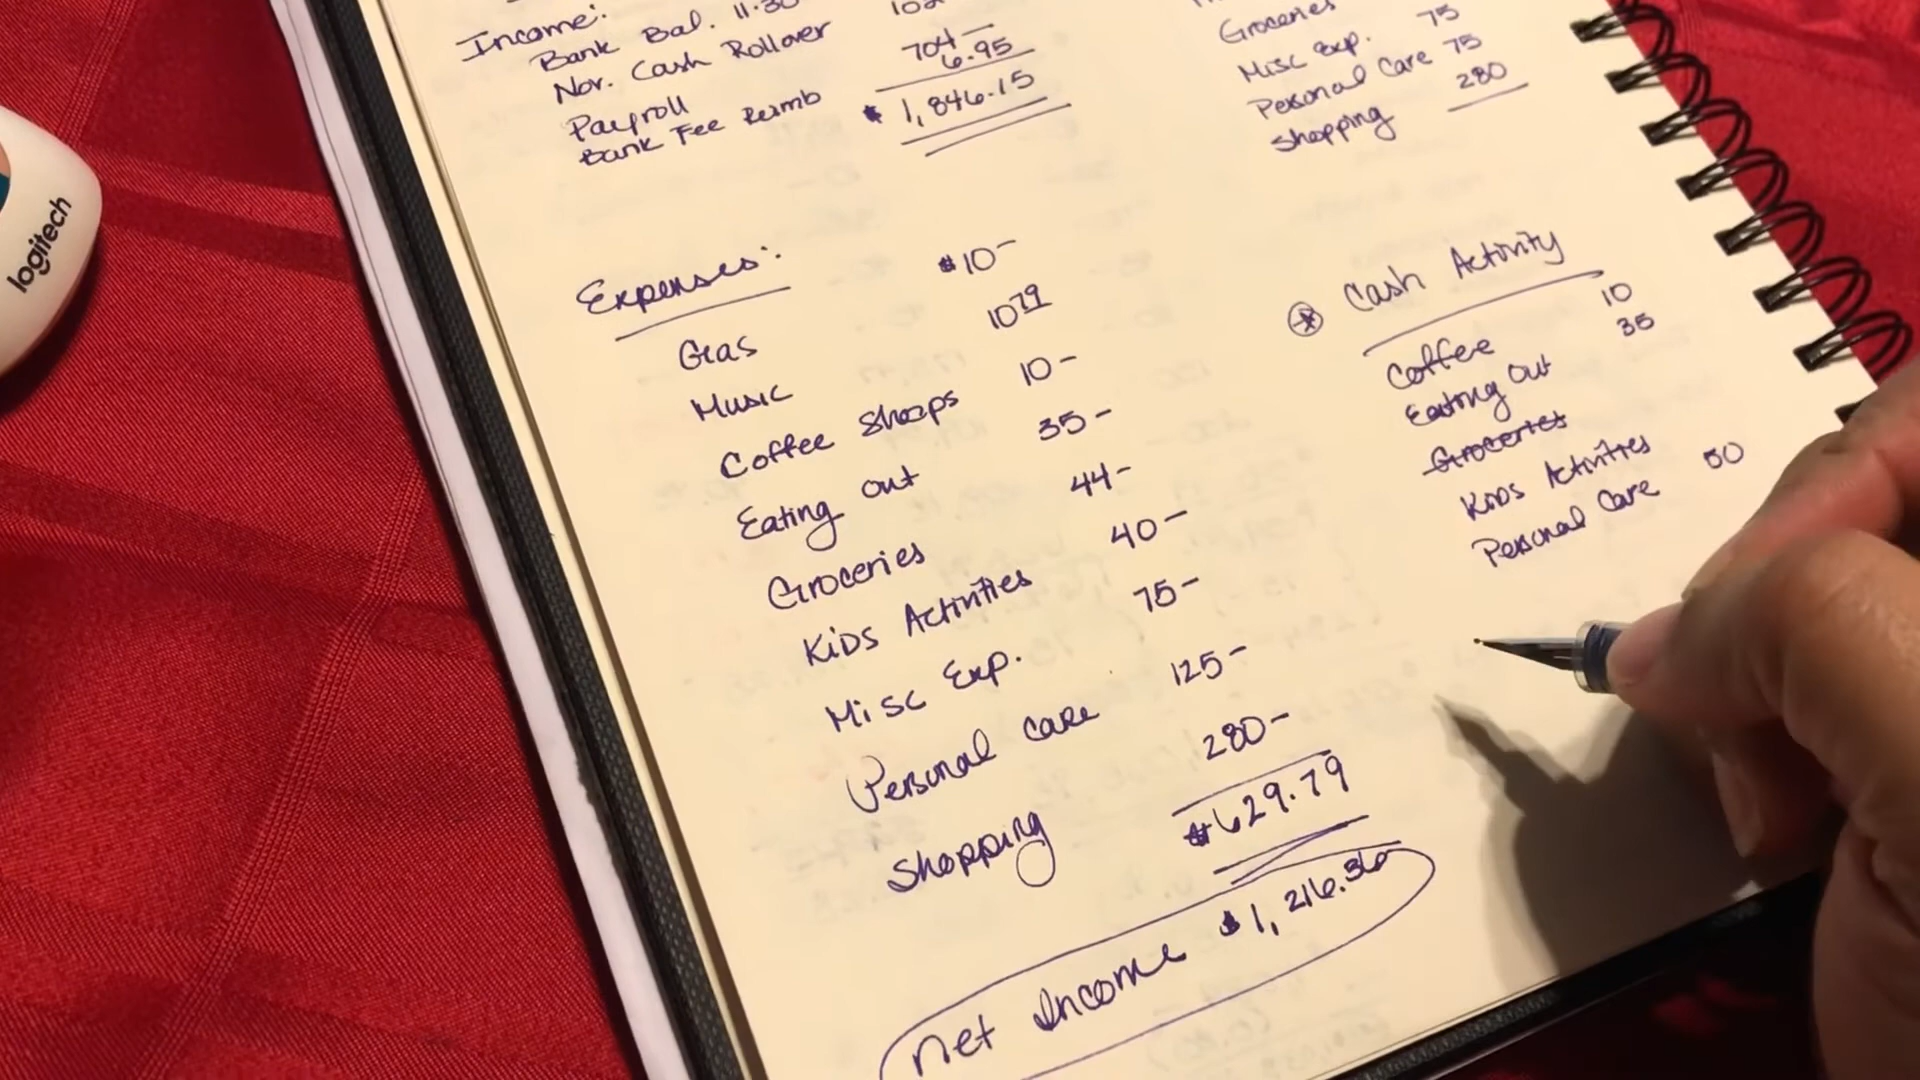 logitech
Income:
Bank Bal. 11.30
Nov. Cash Rollover
Payroll 704-
Bank Fee Reimb 6.95
$ 1,846.15
Groceries
Misc Exp. 75
Personal Care 75
Shopping 280
Expenses:
Gas $10-
Music 10 79
Coffee Shops 10-
Eating out 35-
Groceries 44-
Kids Activities 40-
Misc Exp. 75-
Personal Care 125-
Shopping 280-
$629.79
Net Income $1,216.36
* Cash Activity
Coffee 10
Eating Out 35
Groceries
Kids Activities
Personal Care 50